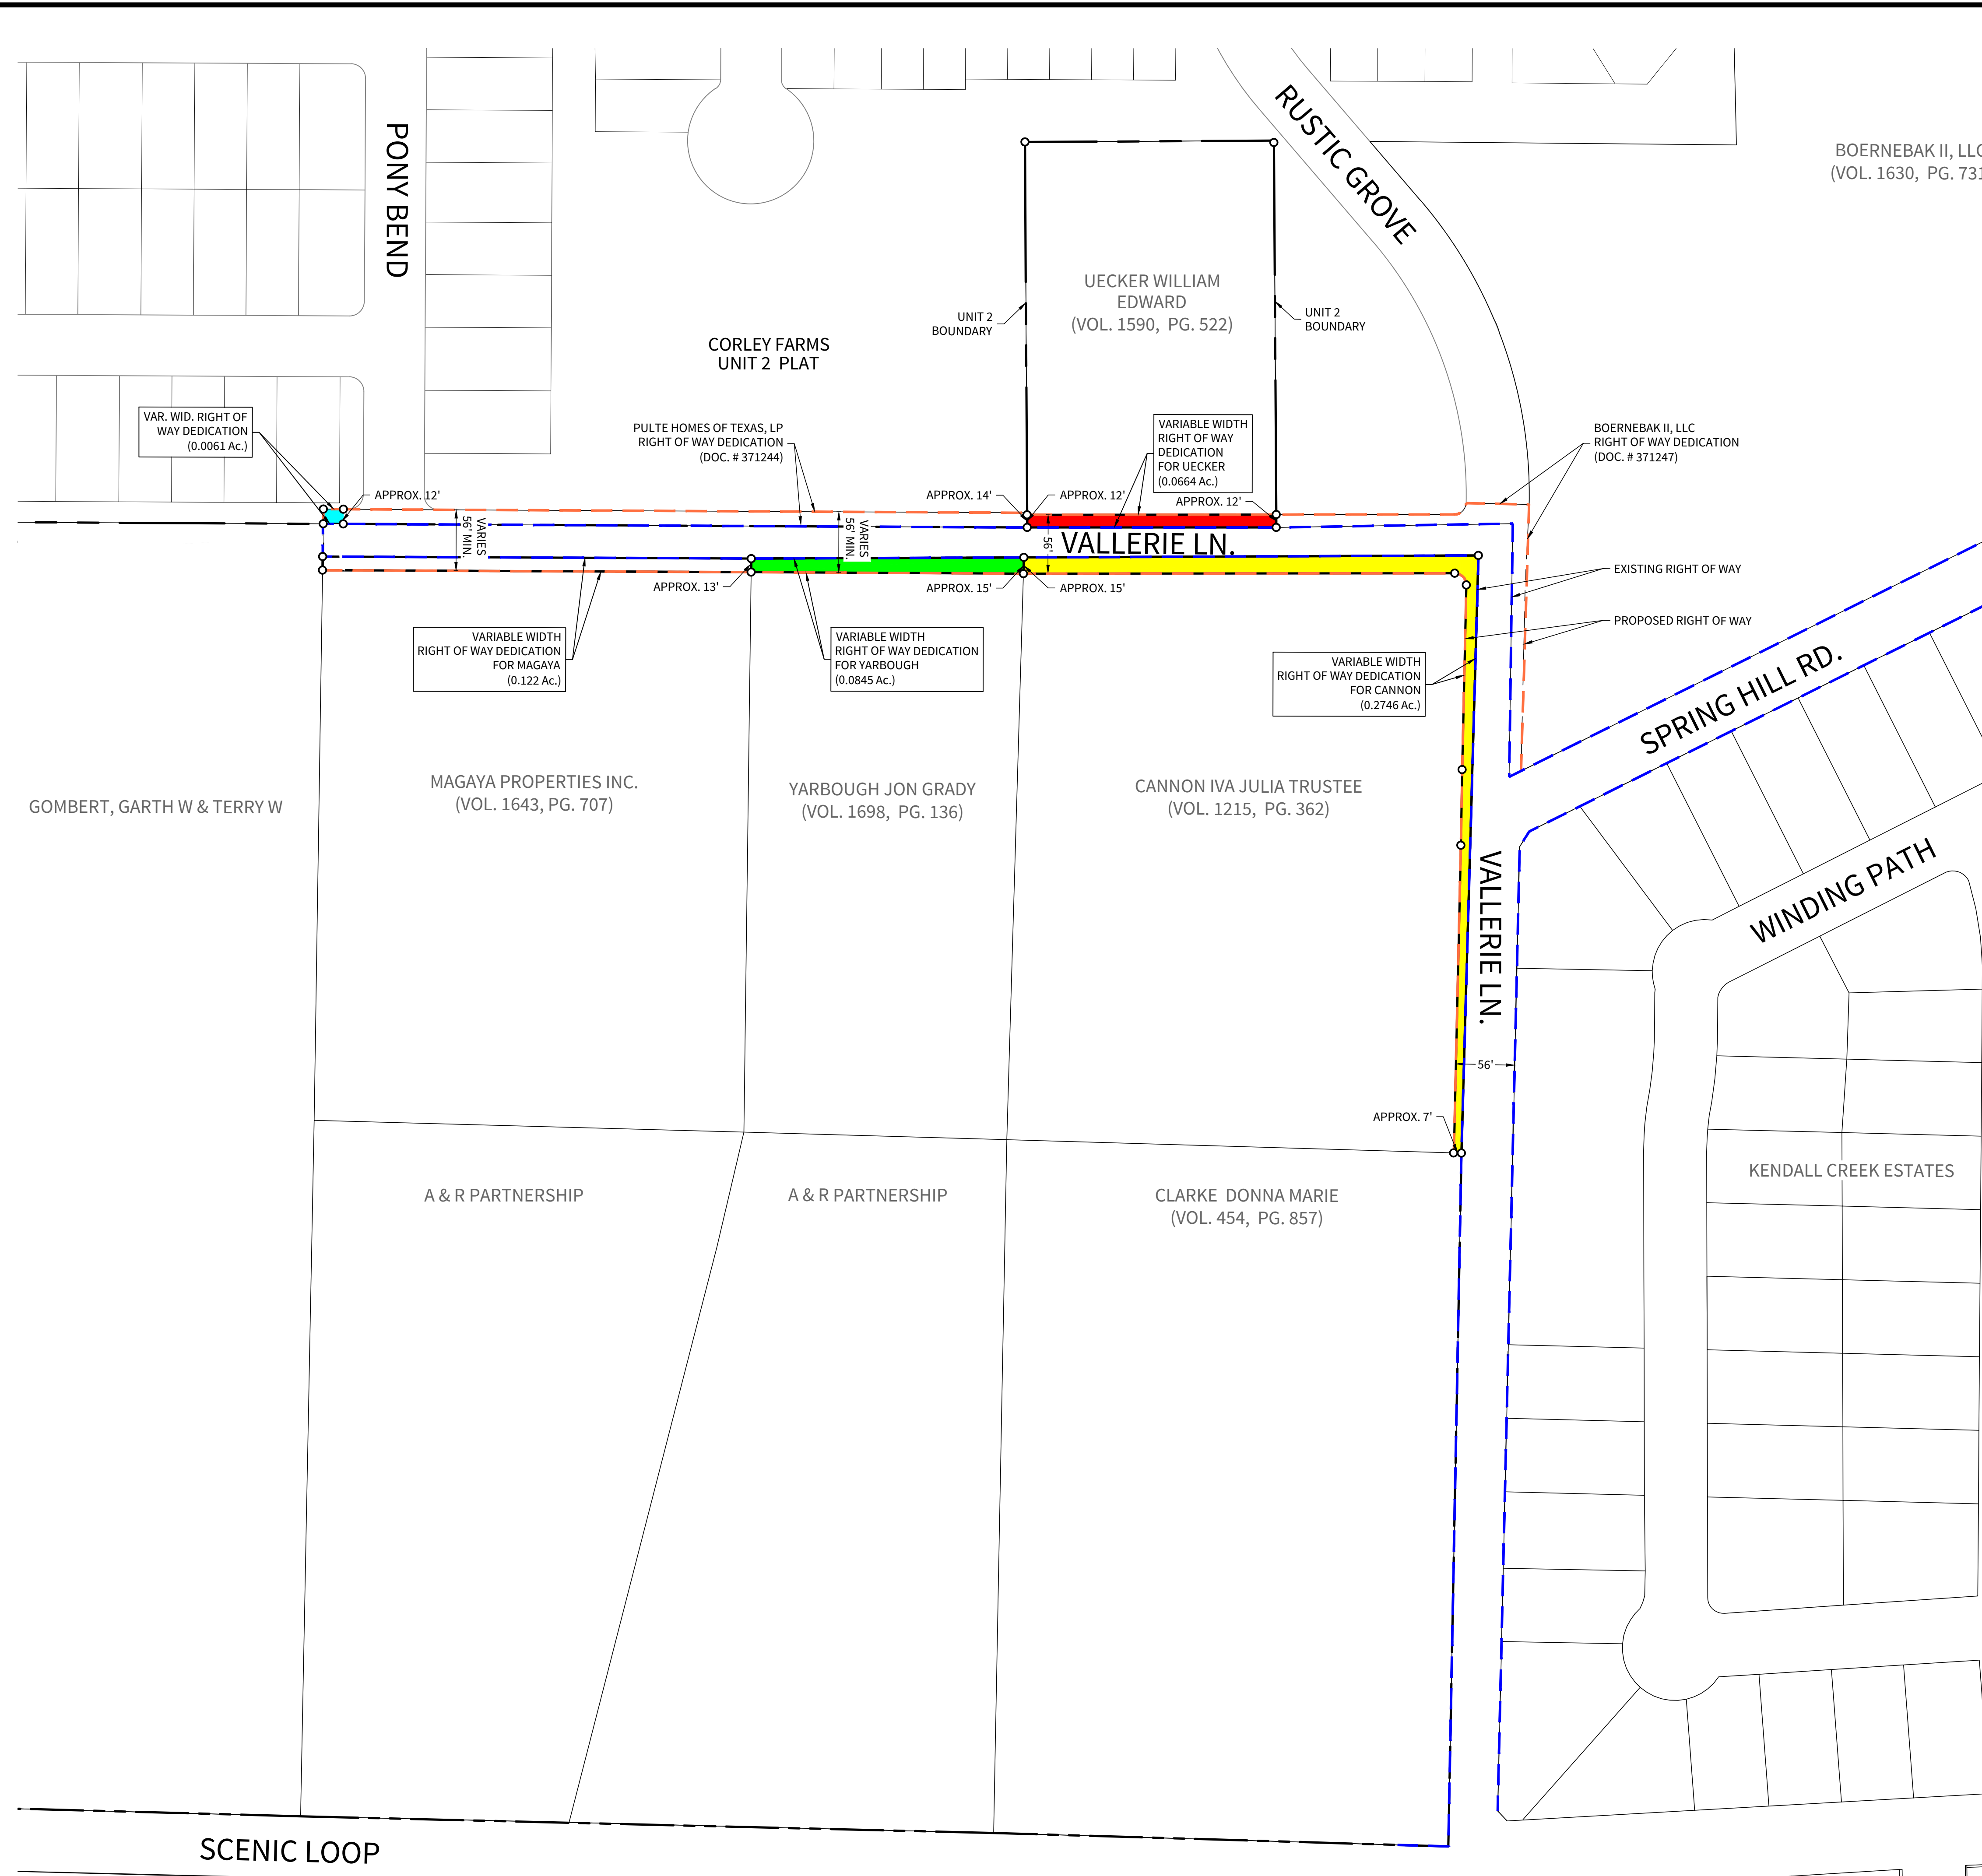 PONY BEND
RUSTIC GROVE
BOERNEBAK II, LLC
(VOL. 1630, PG. 731
UECKER WILLIAM
EDWARD
(VOL. 1590, PG. 522)
UNIT 2
BOUNDARY
UNIT 2
BOUNDARY
CORLEY FARMS
UNIT 2 PLAT
VAR. WID. RIGHT OF
WAY DEDICATION
(0.0061 Ac.)
PULTE HOMES OF TEXAS, LP
RIGHT OF WAY DEDICATION
(DOC. # 371244)
VARIABLE WIDTH
RIGHT OF WAY
DEDICATION
FOR UECKER
(0.0664 Ac.)
BOERNEBAK II, LLC
RIGHT OF WAY DEDICATION
(DOC. # 371247)
APPROX. 12'
APPROX. 14'
APPROX. 12'
APPROX. 12'
VARIES
56' MIN.
VARIES
56' MIN.
56'
VALLERIE LN.
APPROX. 13'
APPROX. 15'
APPROX. 15'
EXISTING RIGHT OF WAY
PROPOSED RIGHT OF WAY
VARIABLE WIDTH
RIGHT OF WAY DEDICATION
FOR MAGAYA
(0.122 Ac.)
VARIABLE WIDTH
RIGHT OF WAY DEDICATION
FOR YARBOUGH
(0.0845 Ac.)
VARIABLE WIDTH
RIGHT OF WAY DEDICATION
FOR CANNON
(0.2746 Ac.)
SPRING HILL RD.
GOMBERT, GARTH W & TERRY W
MAGAYA PROPERTIES INC.
(VOL. 1643, PG. 707)
YARBOUGH JON GRADY
(VOL. 1698, PG. 136)
CANNON IVA JULIA TRUSTEE
(VOL. 1215, PG. 362)
VALLERIE LN.
WINDING PATH
56'
APPROX. 7'
KENDALL CREEK ESTATES
A & R PARTNERSHIP
A & R PARTNERSHIP
CLARKE DONNA MARIE
(VOL. 454, PG. 857)
SCENIC LOOP